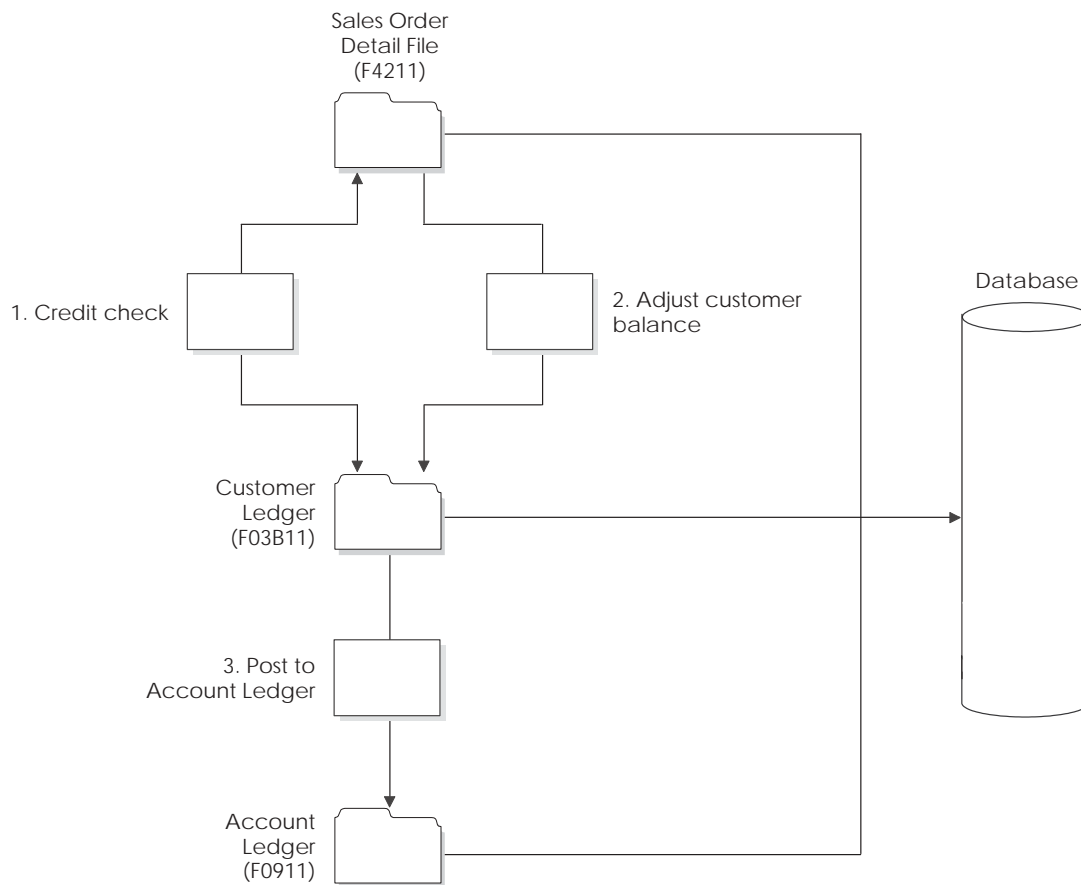 Sales Order
Detail File
(F4211)
1. Credit check
2. Adjust customer
balance
Database
Customer
Ledger
(F03B11)
3. Post to
Account Ledger
Account
Ledger
(F0911)